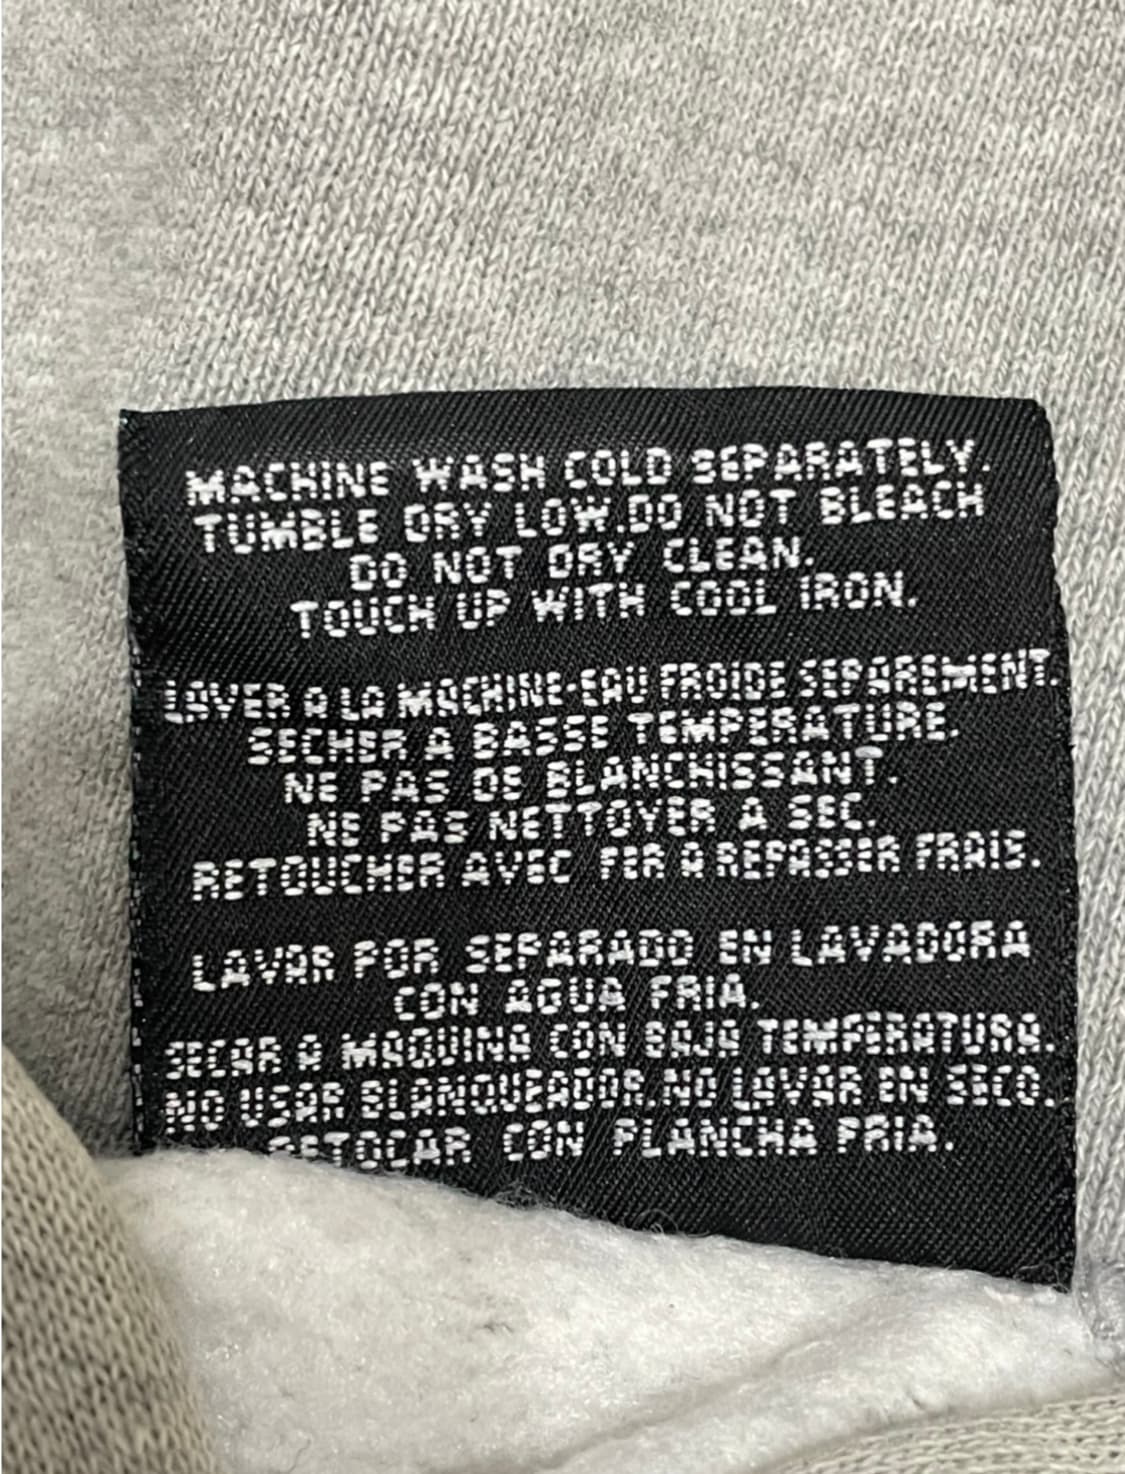 MACHINE WASH COLD SEPARATELY.
TUMBLE DRY LOW.DO NOT BLEACH
DO NOT DRY CLEAN.
TOUCH UP WITH COOL IRON.
LAVER A LA MACHINE-EAU FROIDE SEPAREMENT.
SECHER A BASSE TEMPERATURE.
NE PAS DE BLANCHISSANT.
NE PAS NETTOYER A SEC.
RETOUCHER AVEC FER A REPASSER FRAIS.
LAVAR POR SEPARADO EN LAVADORA
CON AGUA FRIA.
SECAR A MAQUINA CON BAJA TEMPERATURA.
NO USAR BLANQUEADOR.NO LAVAR EN SECO.
RETOCAR CON PLANCHA FRIA.